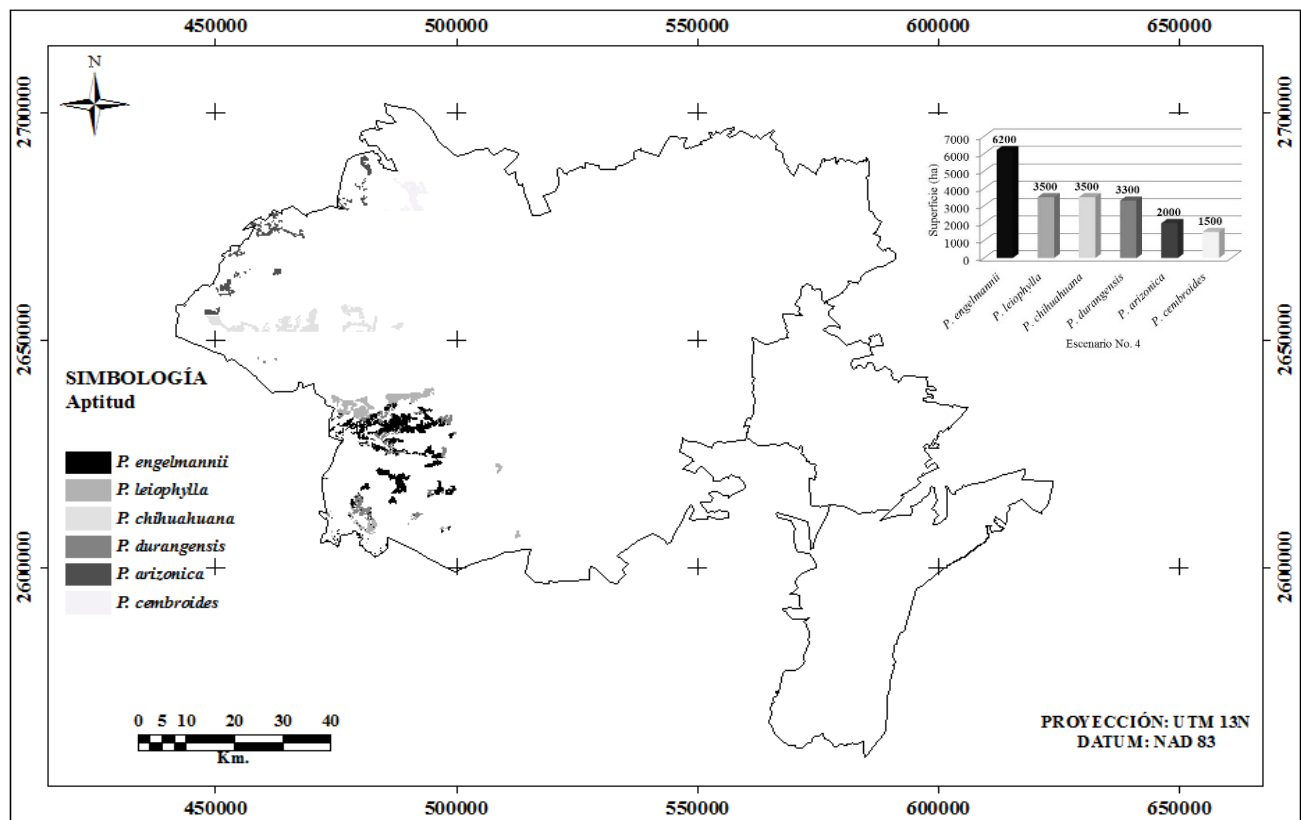 450000 500000 550000 600000 650000
N
2700000 2700000
7000
6000
5000
4000
3000
2000
1000
0
Superficie (ha)
6200
3500
3500
3300
2000
1500
P. engelmannii
P. leiophylla
P. chihuahuana
P. durangensis
P. arizonica
P. cembroides
Escenario No. 4
2650000 2650000
SIMBOLOGÍA
Aptitud
P. engelmannii
P. leiophylla
P. chihuahuana
P. durangensis
P. arizonica
P. cembroides
2600000 2600000
0 5 10 20 30 40
Km.
PROYECCIÓN: UTM 13N
DATUM: NAD 83
450000 500000 550000 600000 650000